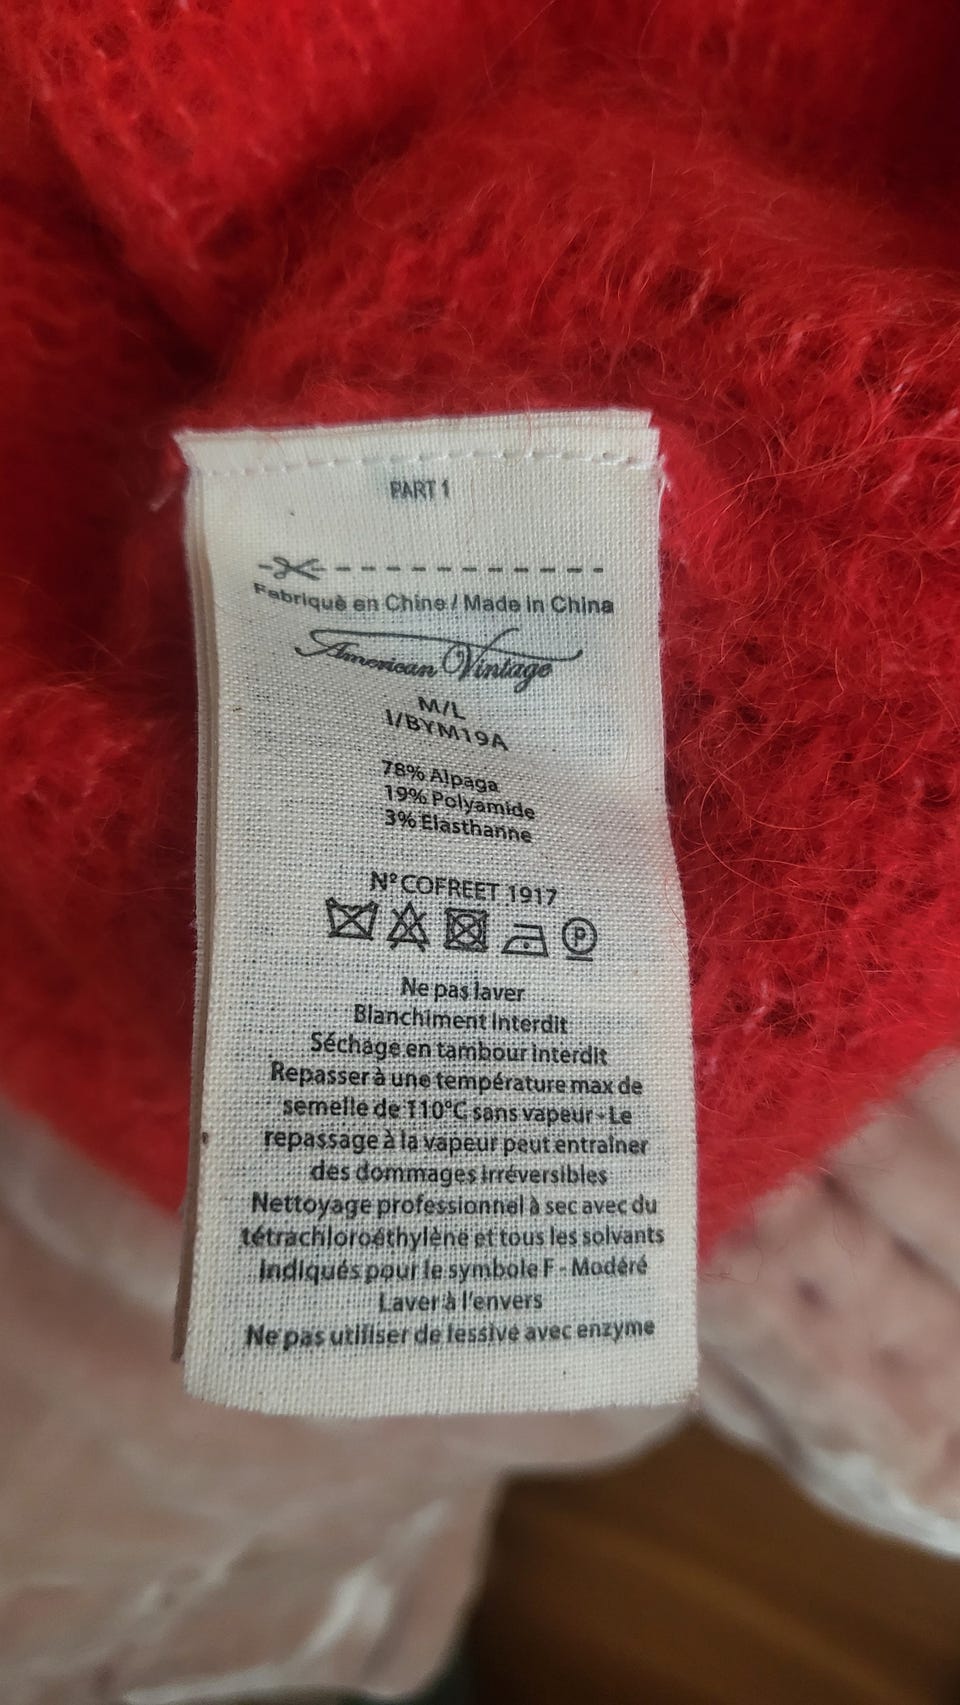 PART 1
Fabriqué en Chine / Made in China
American Vintage
M/L
I/BYM19A
78% Alpaga
19% Polyamide
3% Elasthanne
N° COFREET 1917
P
Ne pas laver
Blanchiment interdit
Séchage en tambour interdit
Repasser à une température max de
semelle de 110°C sans vapeur - Le
repassage à la vapeur peut entraîner
des dommages irréversibles
Nettoyage professionnel à sec avec du
tétrachloroéthylène et tous les solvants
indiqués pour le symbole F - Modéré
Laver à l'envers
Ne pas utiliser de lessive avec enzyme